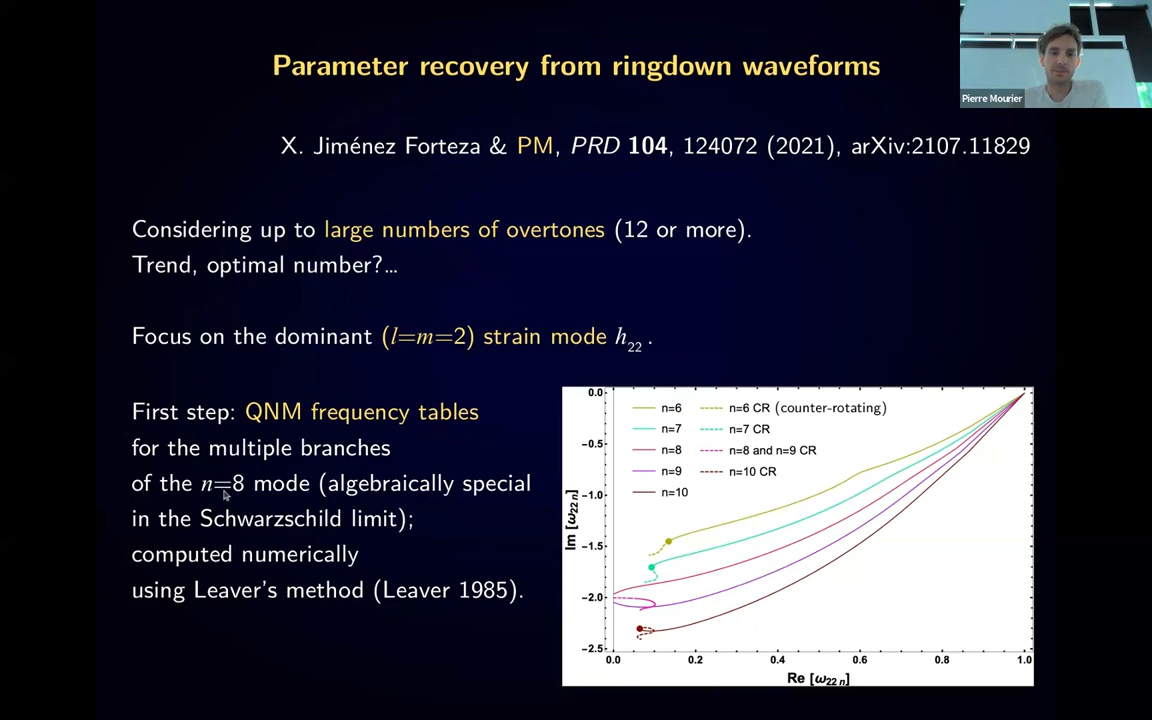 Parameter recovery from ringdown waveforms
Pierre Mourier
X. Jiménez Forteza & PM, PRD 104, 124072 (2021), arXiv:2107.11829
Considering up to large numbers of overtones (12 or more).
Trend, optimal number?...
Focus on the dominant (l=m=2) strain mode h22 .
First step: QNM frequency tables
for the multiple branches
of the n=8 mode (algebraically special
in the Schwarzschild limit);
computed numerically
using Leaver's method (Leaver 1985).
n=6 n=6 CR (counter-rotating)
n=7 n=7 CR
n=8 n=8 and n=9 CR
n=9 n=10 CR
n=10
0.0
-0.5
-1.0
-1.5
-2.0
-2.5
Im [ω22 n]
0.0 0.2 0.4 0.6 0.8 1.0
Re [ω22 n]